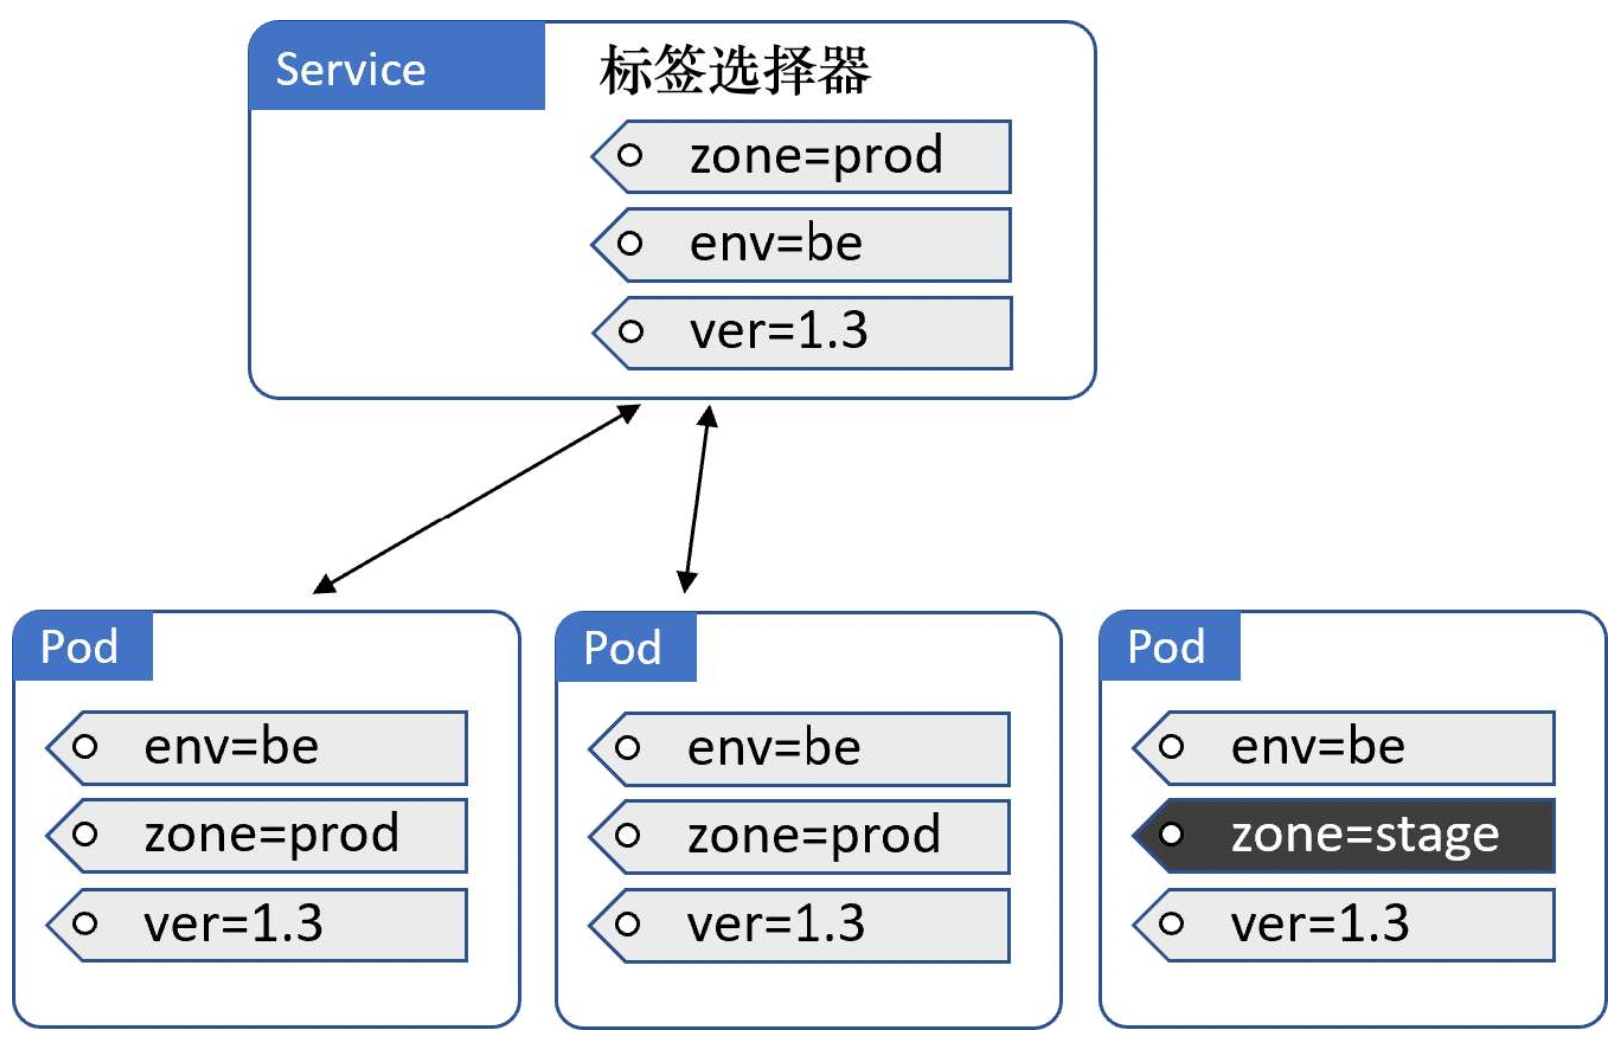 Service
标签选择器
zone=prod
env=be
ver=1.3
Pod
env=be
zone=prod
ver=1.3
Pod
env=be
zone=prod
ver=1.3
Pod
env=be
zone=stage
ver=1.3